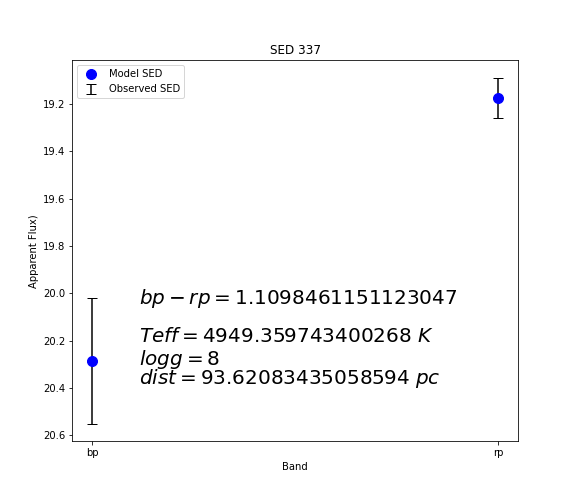 SED 337
Model SED
Observed SED
19.2
19.4
19.6
19.8
20.0
20.2
20.4
20.6
Apparent Flux)
bp − rp = 1.1098461151123047
Teff = 4949.359743400268 K
logg = 8
dist = 93.62083435058594 pc
bp
rp
Band